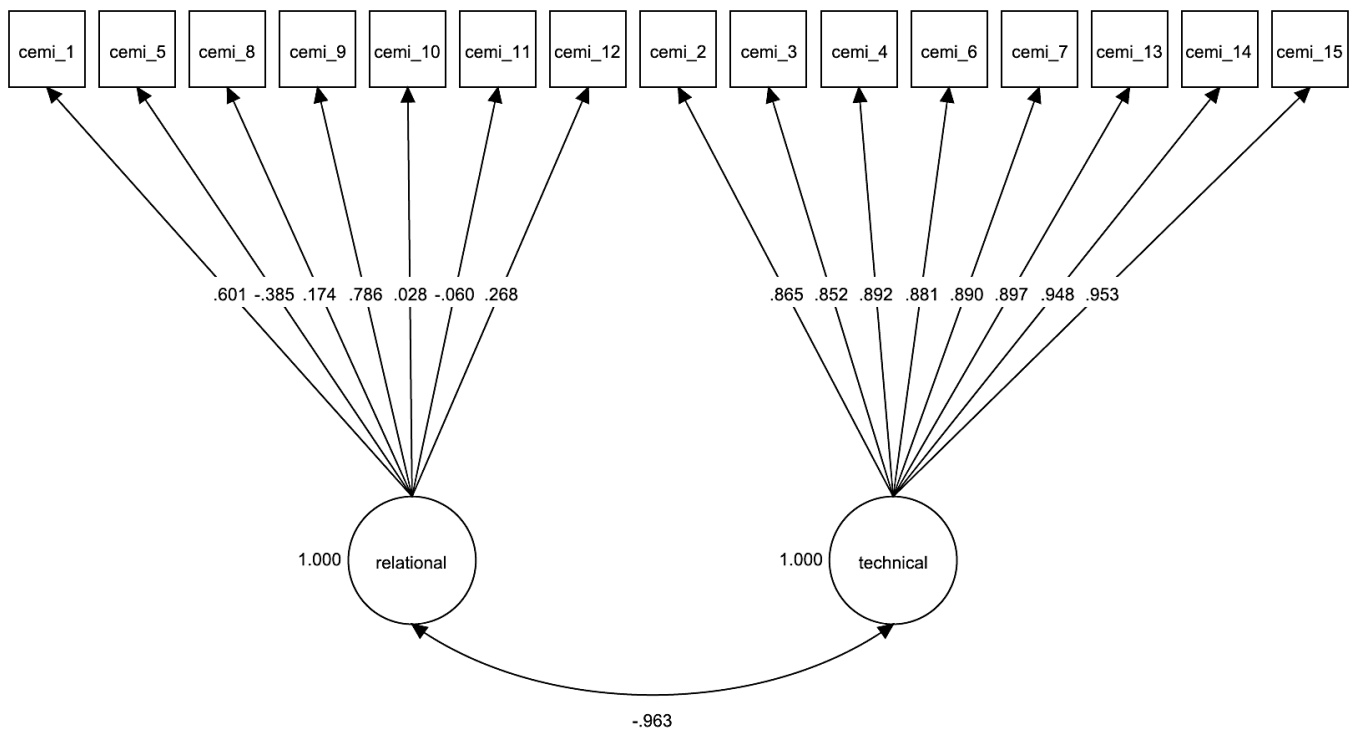 cemi_1 cemi_5 cemi_8 cemi_9 cemi_10 cemi_11 cemi_12 cemi_2 cemi_3 cemi_4 cemi_6 cemi_7 cemi_13 cemi_14 cemi_15
.601 -.385 .174 .786 .028 -.060 .268 .865 .852 .892 .881 .890 .897 .948 .953
1.000 relational 1.000 technical
-.963